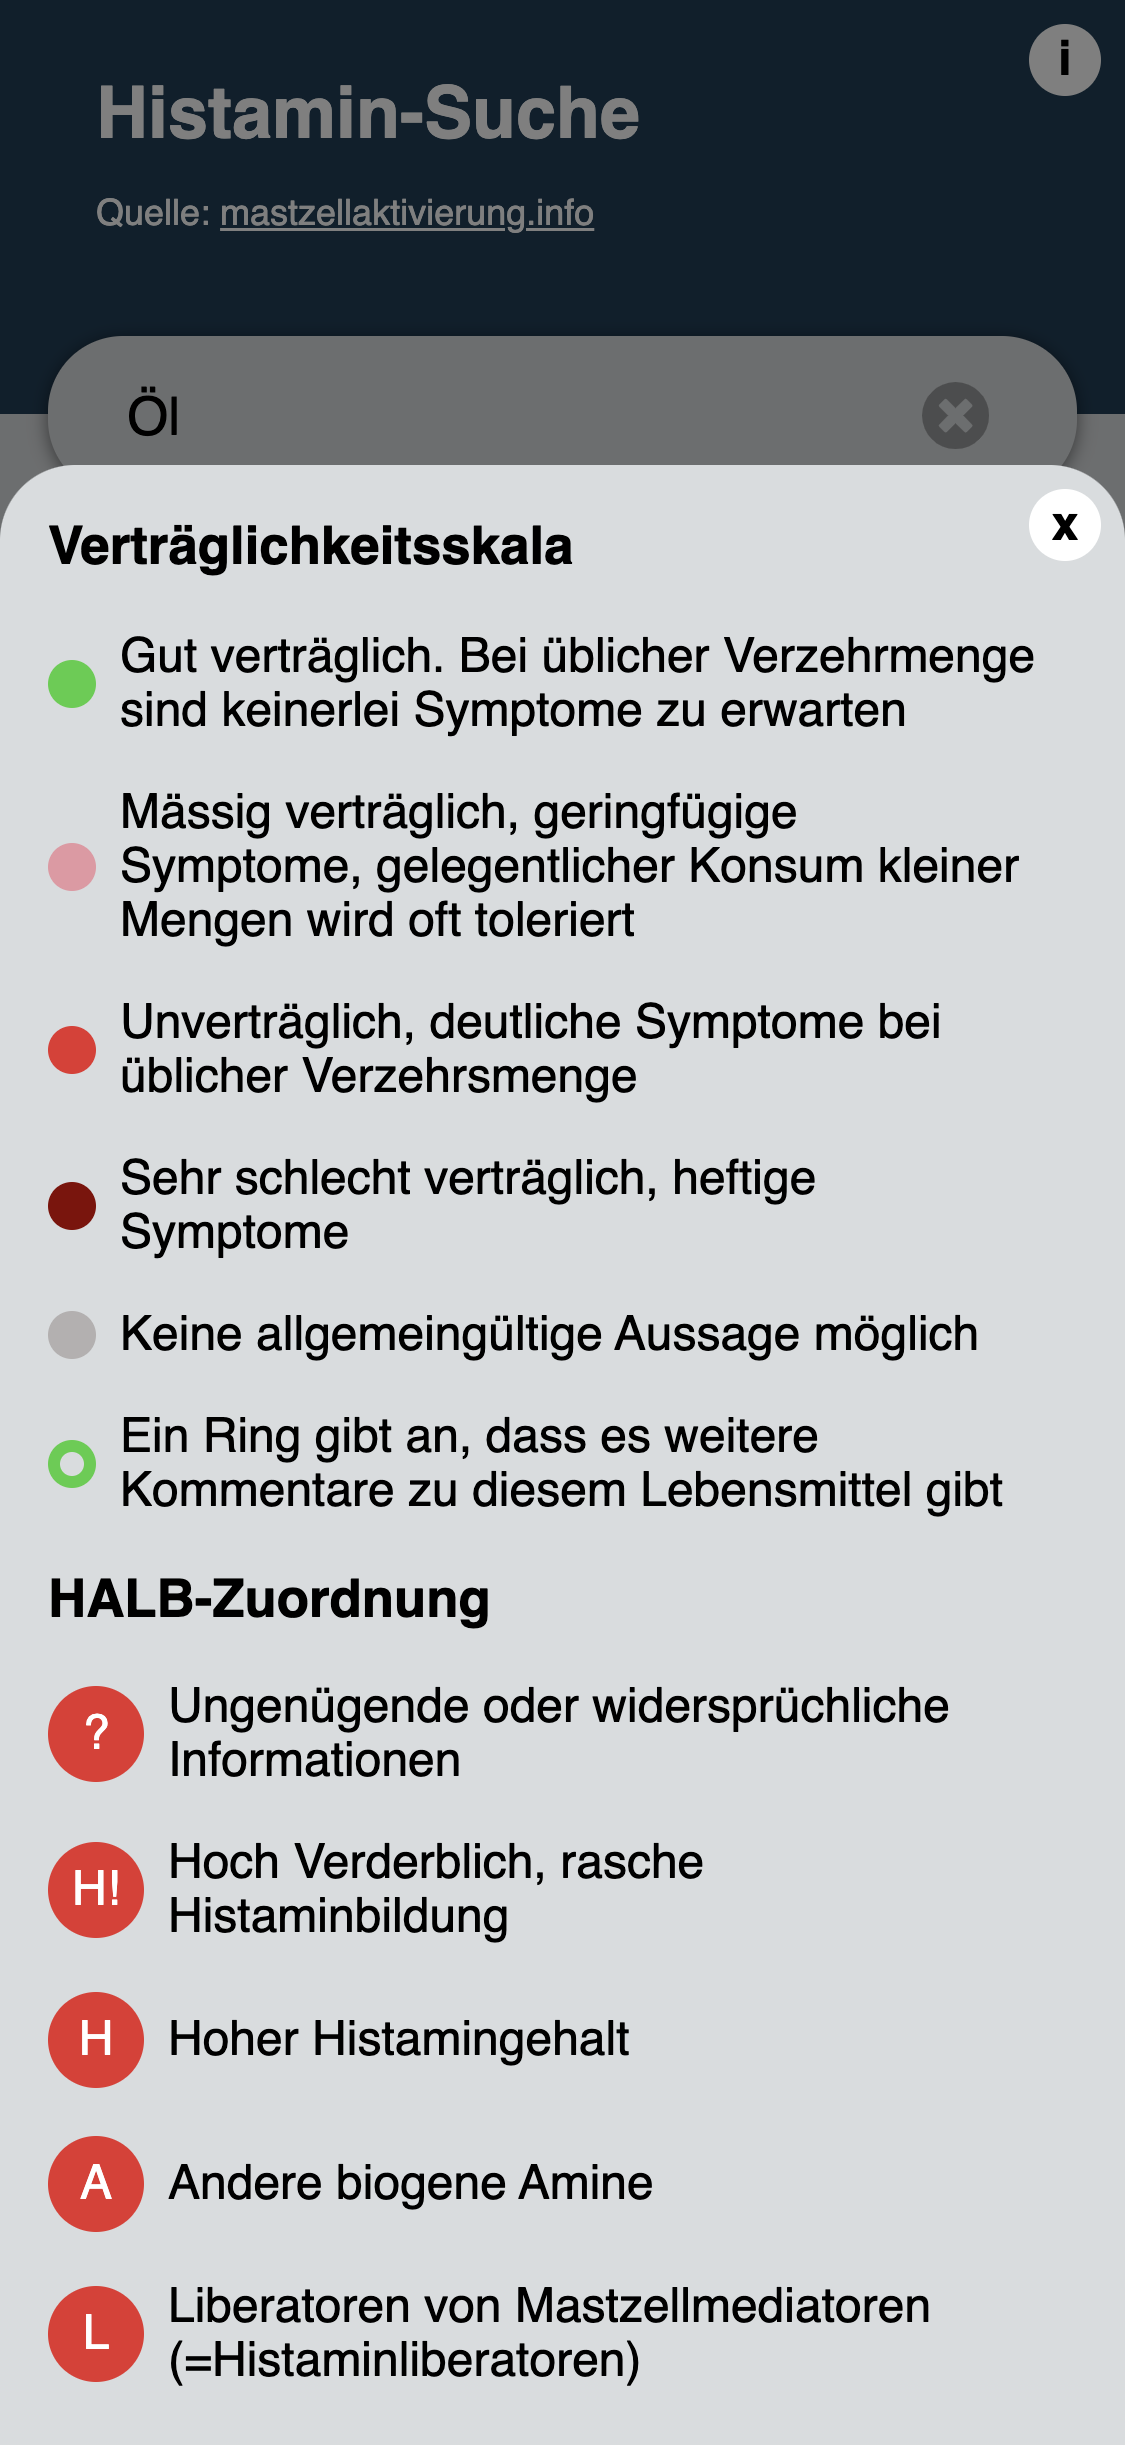 i
Histamin-Suche
Quelle: mastzellaktivierung.info
Öl
x
Verträglichkeitsskala
Gut verträglich. Bei üblicher Verzehrmenge
sind keinerlei Symptome zu erwarten
Mässig verträglich, geringfügige
Symptome, gelegentlicher Konsum kleiner
Mengen wird oft toleriert
Unverträglich, deutliche Symptome bei
üblicher Verzehrsmenge
Sehr schlecht verträglich, heftige
Symptome
Keine allgemeingültige Aussage möglich
Ein Ring gibt an, dass es weitere
Kommentare zu diesem Lebensmittel gibt
HALB-Zuordnung
? Ungenügende oder widersprüchliche
Informationen
H! Hoch Verderblich, rasche
Histaminbildung
H Hoher Histamingehalt
A Andere biogene Amine
L Liberatoren von Mastzellmediatoren
(=Histaminliberatoren)